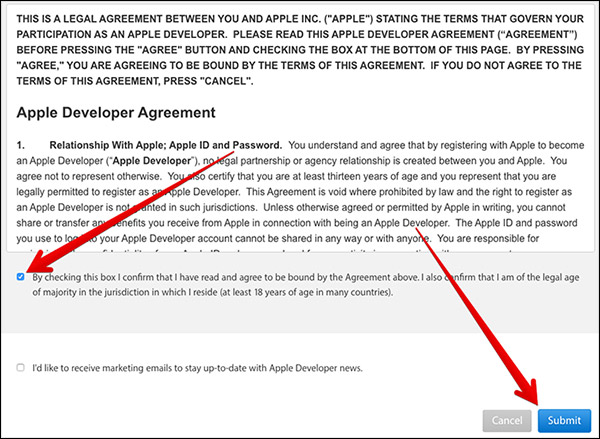 THIS IS A LEGAL AGREEMENT BETWEEN YOU AND APPLE INC. ("APPLE") STATING THE TERMS THAT GOVERN YOUR
PARTICIPATION AS AN APPLE DEVELOPER.  PLEASE READ THIS APPLE DEVELOPER AGREEMENT (“AGREEMENT”)
BEFORE PRESSING THE "AGREE" BUTTON AND CHECKING THE BOX AT THE BOTTOM OF THIS PAGE.  BY PRESSING
"AGREE," YOU ARE AGREEING TO BE BOUND BY THE TERMS OF THIS AGREEMENT.  IF YOU DO NOT AGREE TO THE
TERMS OF THIS AGREEMENT, PRESS "CANCEL".
Apple Developer Agreement
1. Relationship With Apple; Apple ID and Password.  You understand and agree that by registering with Apple to become
an Apple Developer (“Apple Developer”), no legal partnership or agency relationship is created between you and Apple.  You
agree not to represent otherwise.  You also certify that you are at least thirteen years of age and you represent that you are
legally permitted to register as an Apple Developer.  This Agreement is void where prohibited by law and the right to register as
an Apple Developer is not granted in such jurisdictions.  Unless otherwise agreed or permitted by Apple in writing, you cannot
share or transfer any benefits you receive from Apple in connection with being an Apple Developer.  The Apple ID and password
you use to log into your Apple Developer account cannot be shared in any way or with anyone.  You are responsible for
By checking this box I confirm that I have read and agree to be bound by the Agreement above. I also confirm that I am of the legal age
of majority in the jurisdiction in which I reside (at least 18 years of age in many countries).
I'd like to receive marketing emails to stay up-to-date with Apple Developer news.
Cancel Submit